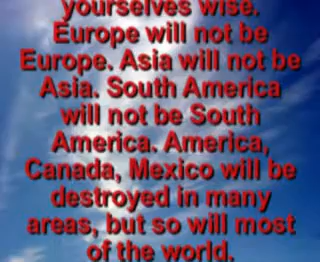 yourselves wise.
Europe will not be
Europe. Asia will not be
Asia. South America
will not be South
America. America,
Canada, Mexico will be
destroyed in many
areas, but so will most
of the world.